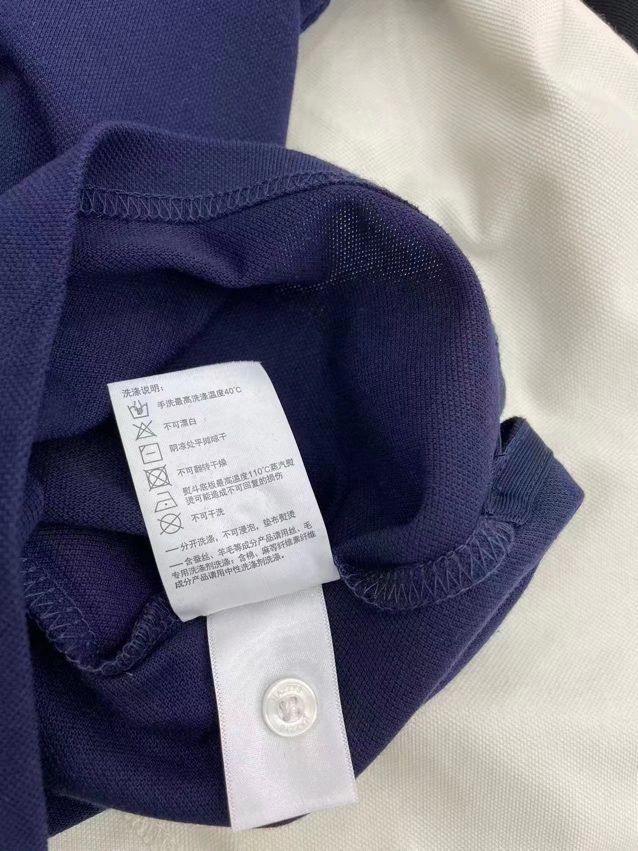 洗涤说明：
手洗最高洗涤温度40℃
不可漂白
阴凉处平摊晾干
不可翻转干燥
熨斗底板最高温度110℃蒸汽熨
烫可能造成不可回复的损伤
不可干洗
一分开洗涤，不可浸泡，垫布熨烫
一含蚕丝、羊毛等成分产品请用丝、毛
专用洗涤剂洗涤；含棉、麻等纤维素纤维
成分产品请用中性洗涤剂洗涤。